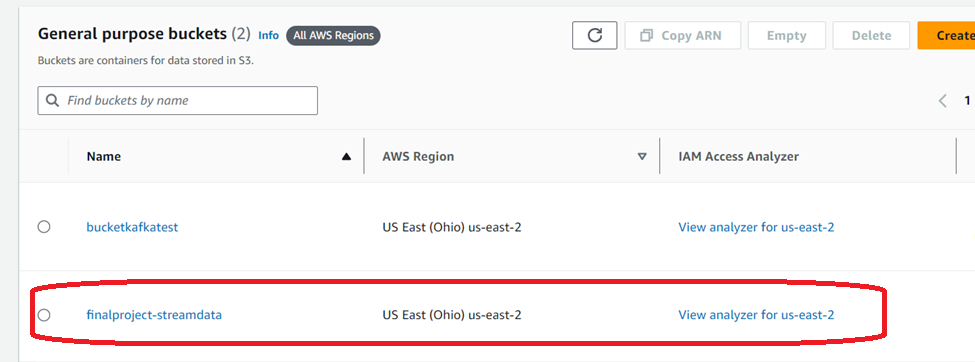 General purpose buckets (2) Info All AWS Regions Copy ARN Empty Delete Create
Buckets are containers for data stored in S3.
Find buckets by name 1
Name AWS Region IAM Access Analyzer
bucketkafkatest US East (Ohio) us-east-2 View analyzer for us-east-2
finalproject-streamdata US East (Ohio) us-east-2 View analyzer for us-east-2